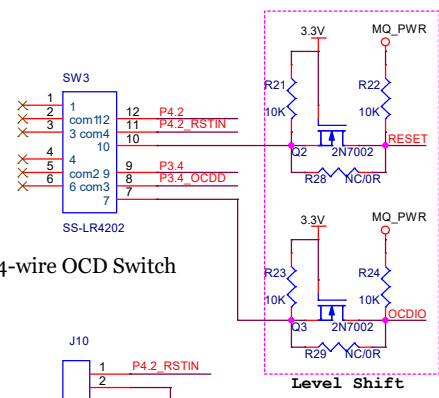 3.3V
MQ_PWR
R21
R22
10K
10K
RESET
Q2
2N7002
R28
NC/0R
SW3
1
2
3
4
5
6
1
com1 12
3 com4
10
4
com2 9
6 com3
7
12
11
10
9
8
7
P4.2
P4.2_RSTIN
P3.4
P3.4_OCDD
SS-LR4202
3.3V
MQ_PWR
R23
R24
10K
10K
OCDIO
Q3
2N7002
R29
NC/0R
4-wire OCD Switch
Level Shift
J10
1
2
P4.2_RSTIN